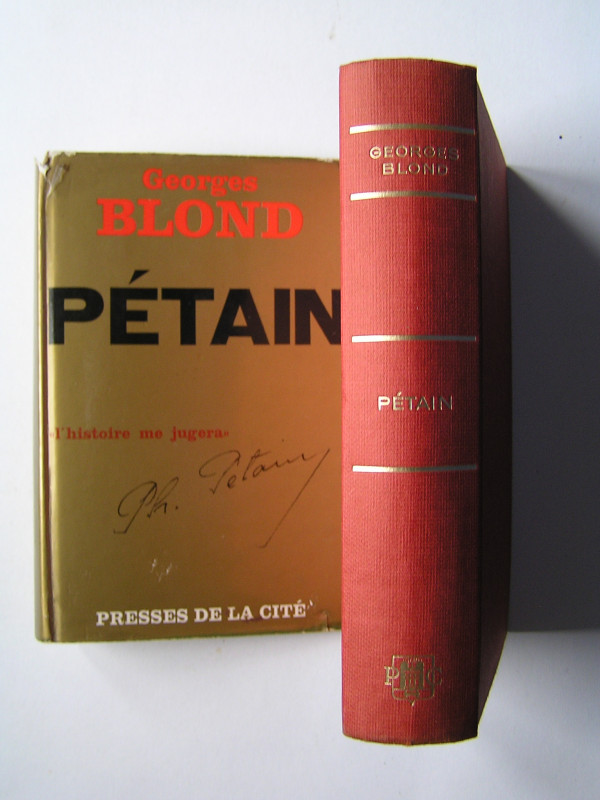 Georges
BLOND
PÉTAIN
«l'histoire me jugera»
Ph. Pétain
PRESSES DE LA CITÉ
GEORGES
BLOND
PÉTAIN
P C